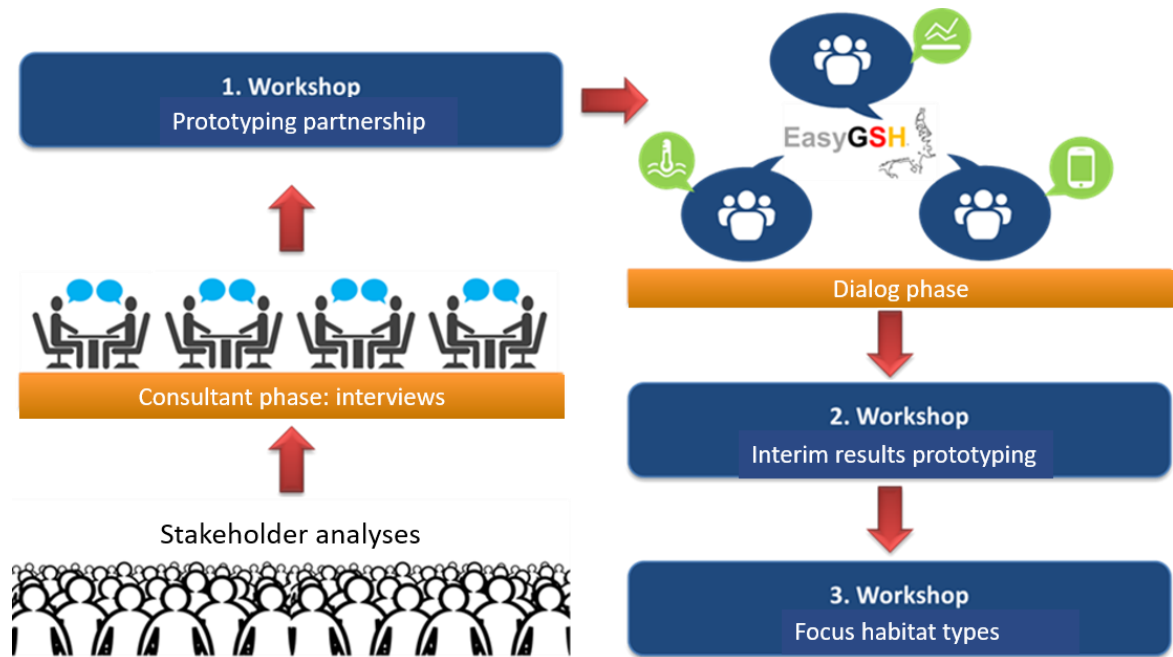 Stakeholder analyses
Consultant phase: interviews
1. Workshop
Prototyping partnership
EasyGSH
Dialog phase
2. Workshop
Interim results prototyping
3. Workshop
Focus habitat types